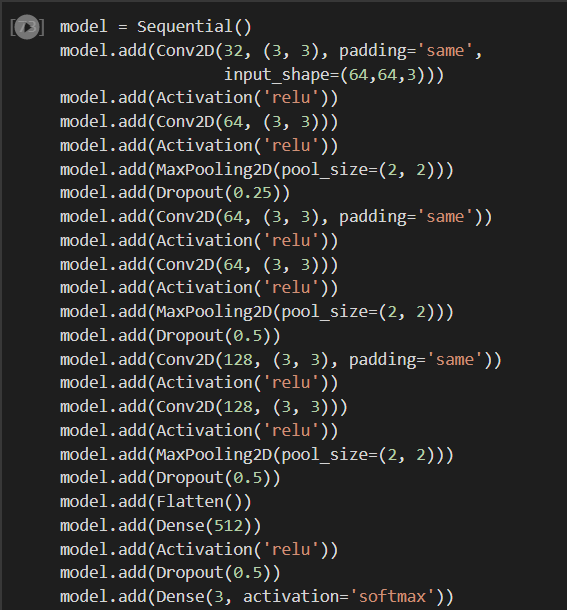 model = Sequential()
model.add(Conv2D(32, (3, 3), padding='same',
                 input_shape=(64,64,3)))
model.add(Activation('relu'))
model.add(Conv2D(64, (3, 3)))
model.add(Activation('relu'))
model.add(MaxPooling2D(pool_size=(2, 2)))
model.add(Dropout(0.25))
model.add(Conv2D(64, (3, 3), padding='same'))
model.add(Activation('relu'))
model.add(Conv2D(64, (3, 3)))
model.add(Activation('relu'))
model.add(MaxPooling2D(pool_size=(2, 2)))
model.add(Dropout(0.5))
model.add(Conv2D(128, (3, 3), padding='same'))
model.add(Activation('relu'))
model.add(Conv2D(128, (3, 3)))
model.add(Activation('relu'))
model.add(MaxPooling2D(pool_size=(2, 2)))
model.add(Dropout(0.5))
model.add(Flatten())
model.add(Dense(512))
model.add(Activation('relu'))
model.add(Dropout(0.5))
model.add(Dense(3, activation='softmax'))